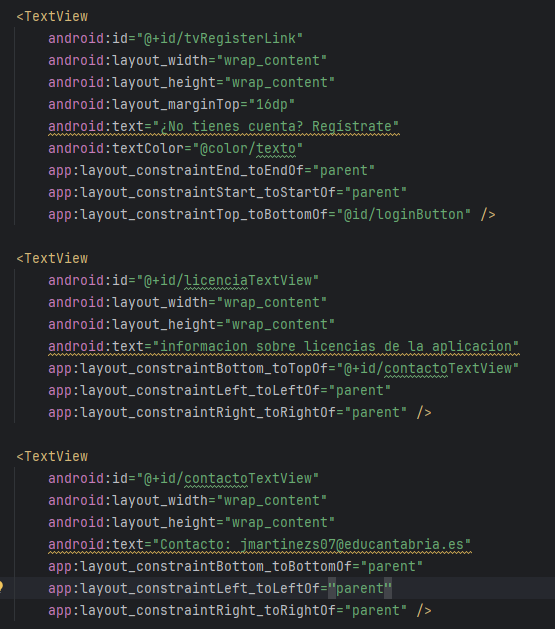 <TextView
android:id="@+id/tvRegisterLink"
android:layout_width="wrap_content"
android:layout_height="wrap_content"
android:layout_marginTop="16dp"
android:text="¿No tienes cuenta? Regístrate"
android:textColor="@color/texto"
app:layout_constraintEnd_toEndOf="parent"
app:layout_constraintStart_toStartOf="parent"
app:layout_constraintTop_toBottomOf="@id/loginButton" />
<TextView
android:id="@+id/licenciaTextView"
android:layout_width="wrap_content"
android:layout_height="wrap_content"
android:text="informacion sobre licencias de la aplicacion"
app:layout_constraintBottom_toTopOf="@+id/contactoTextView"
app:layout_constraintLeft_toLeftOf="parent"
app:layout_constraintRight_toRightOf="parent" />
<TextView
android:id="@+id/contactoTextView"
android:layout_width="wrap_content"
android:layout_height="wrap_content"
android:text="Contacto: jmartinezs07@educantabria.es"
app:layout_constraintBottom_toBottomOf="parent"
app:layout_constraintLeft_toLeftOf="parent"
app:layout_constraintRight_toRightOf="parent" />